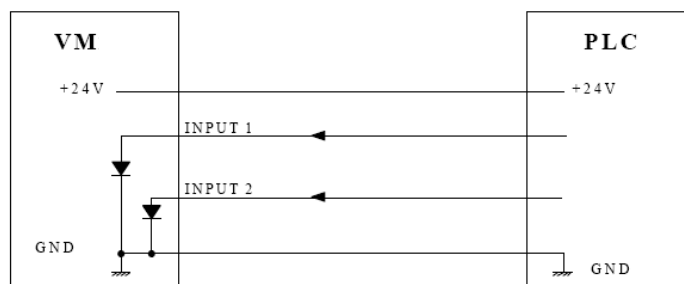 VM
PLC
+24V
+24V
INPUT 1
INPUT 2
GND
GND